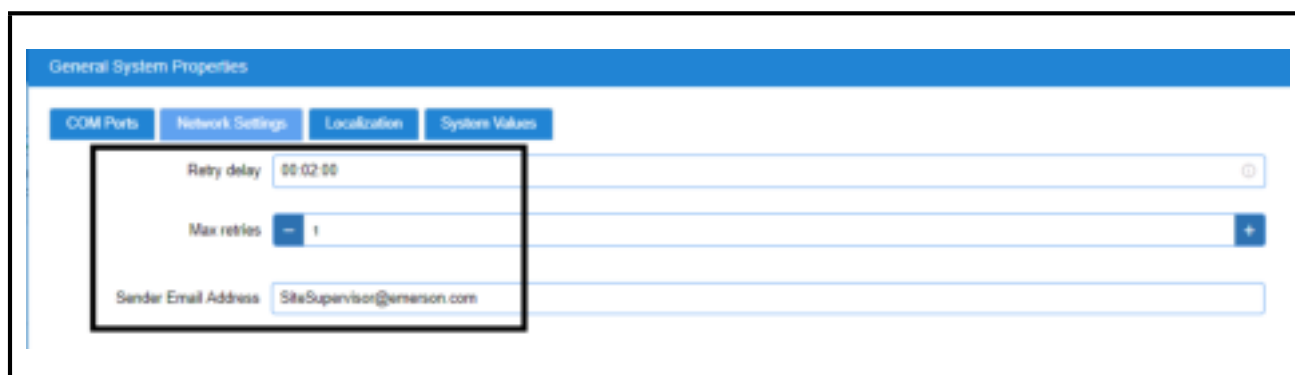 General System Properties
COM Ports Network Settings Localization System Values
Retry delay 00:02:00
Max retries − 1 +
Sender Email Address SiteSupervisor@emerson.com